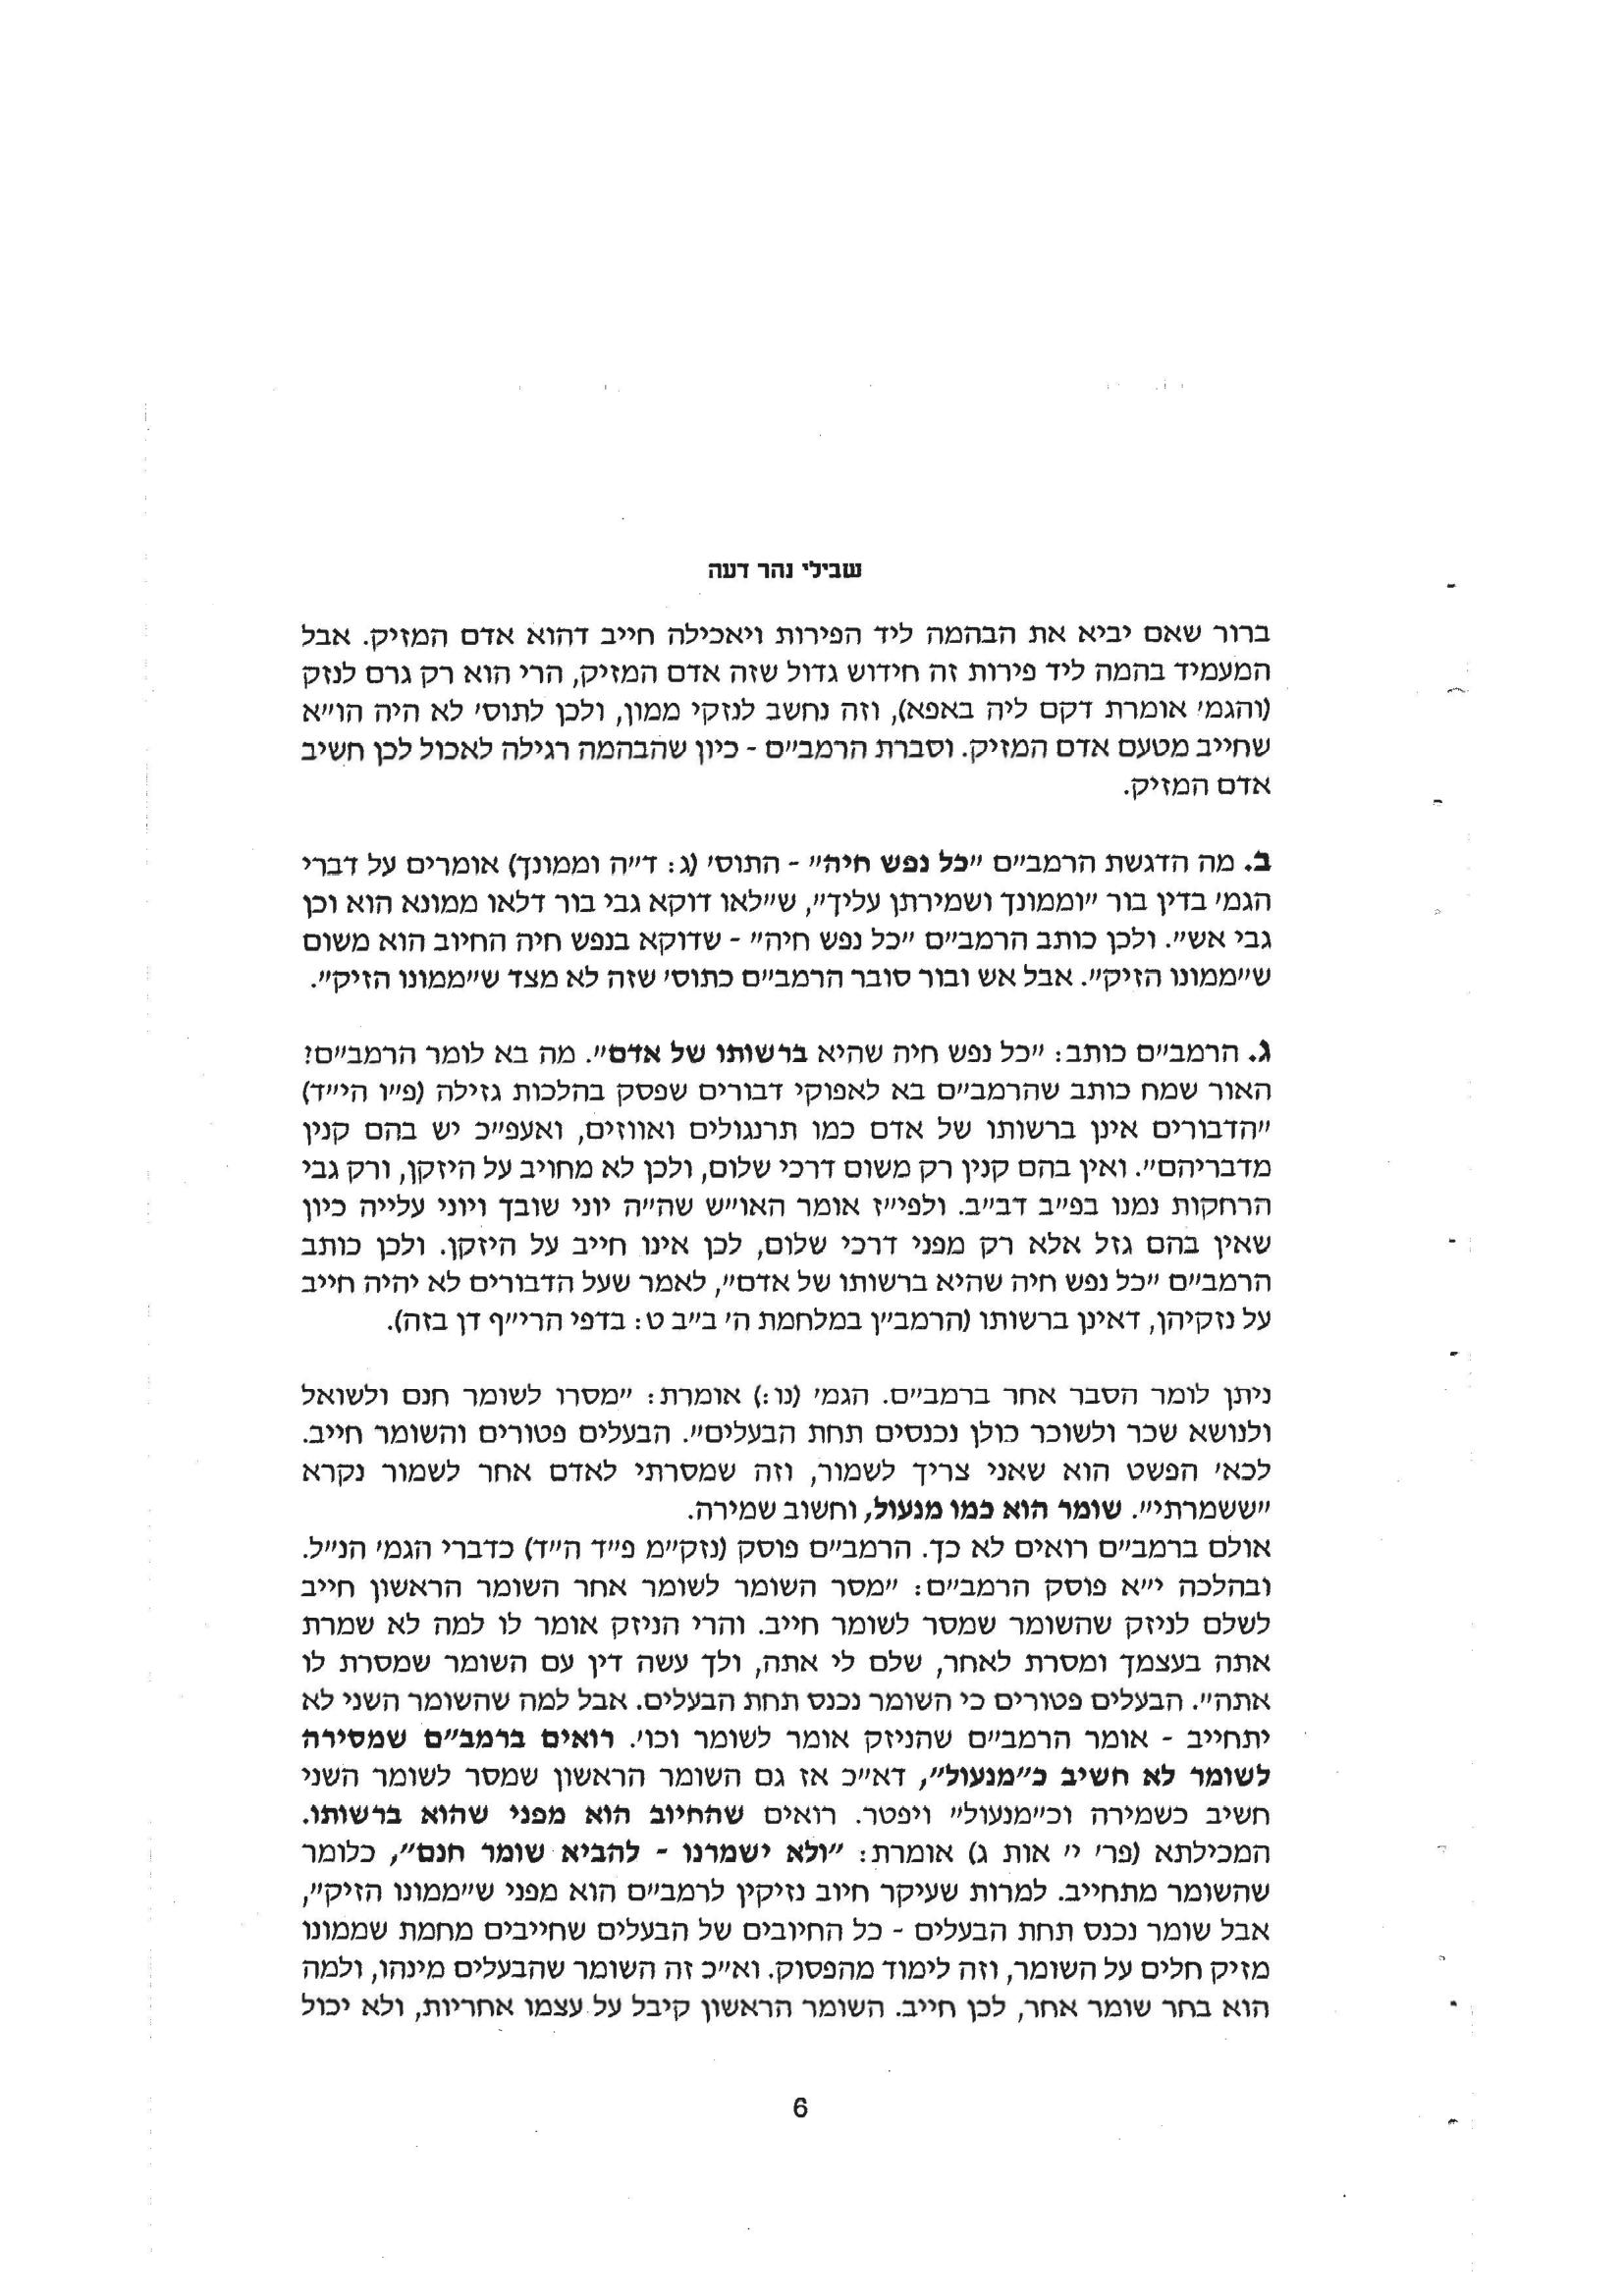 שבילי נהר דעה
ברור שאם יביא את הבהמה ליד הפירות ויאכילה חייב דהוא אדם המזיק. אבל
המעמיד בהמה ליד פירות זה חידוש גדול שזה אדם המזיק, הרי הוא רק גרם לנזק
(והגמ׳ אומרת דקם ליה באפא), וזה נחשב לנזקי ממון, ולכן לתוס׳ לא היה הו״א
שחייב מטעם אדם המזיק. וסברת הרמב״ם - כיון שהבהמה רגילה לאכול לכן חשיב
אדם המזיק.
ב. מה הדגשת הרמב״ם ״כל נפש חיה״ - התוס׳ (ג: ד״ה וממונך) אומרים על דברי
הגמ׳ בדין בור ״וממונך ושמירתן עליך״, ש״לאו דוקא גבי בור דלאו ממונא הוא וכן
גבי אש״. ולכן כותב הרמב״ם ״כל נפש חיה״ - שדוקא בנפש חיה החיוב הוא משום
ש״ממונו הזיק״. אבל אש ובור סובר הרמב״ם כתוס׳ שזה לא מצד ש״ממונו הזיק״.
ג. הרמב״ם כותב: ״כל נפש חיה שהיא ברשותו של אדם״. מה בא לומר הרמב״ם?
האור שמח כותב שהרמב״ם בא לאפוקי דבורים שפסק בהלכות גזילה (פ״ו הי״ד)
״הדבורים אינן ברשותו של אדם כמו תרנגולים ואווזים, ואעפ״כ יש בהם קנין
מדבריהם״. ואין בהם קנין רק משום דרכי שלום, ולכן לא מחויב על היזקן, ורק גבי
הרחקות נמנו בפ״ב דב״ב. ולפי״ז אומר האו״ש שה״ה יוני שובך ויוני עלייה כיון
שאין בהם גזל אלא רק מפני דרכי שלום, לכן אינו חייב על היזקן. ולכן כותב
הרמב״ם ״כל נפש חיה שהיא ברשותו של אדם״, לאמר שעל הדבורים לא יהיה חייב
על נזקיהן, דאינן ברשותו (הרמב״ן במלחמת ה׳ ב״ב ט: בדפי הרי״ף דן בזה).
ניתן לומר הסבר אחר ברמב״ם. הגמ׳ (נו:) אומרת: ״מסרו לשומר חנם ולשואל
ולנושא שכר ולשוכר כולן נכנסים תחת הבעלים״. הבעלים פטורים והשומר חייב.
לכא׳ הפשט הוא שאני צריך לשמור, וזה שמסרתי לאדם אחר לשמור נקרא
״ששמרתי״. שומר הוא כמו מנעול, וחשוב שמירה.
אולם ברמב״ם רואים לא כך. הרמב״ם פוסק (נזק״מ פ״ד ה״ד) כדברי הגמ׳ הנ״ל.
ובהלכה י״א פוסק הרמב״ם: ״מסר השומר לשומר אחר השומר הראשון חייב
לשלם לניזק שהשומר שמסר לשומר חייב. והרי הניזק אומר לו למה לא שמרת
אתה בעצמך ומסרת לאחר, שלם לי אתה, ולך עשה דין עם השומר שמסרת לו
אתה״. הבעלים פטורים כי השומר נכנס תחת הבעלים. אבל למה שהשומר השני לא
יתחייב - אומר הרמב״ם שהניזק אומר לשומר וכו׳. רואים ברמב״ם שמסירה
לשומר לא חשיב כ״מנעול״, דא״כ אז גם השומר הראשון שמסר לשומר השני
חשיב כשמירה וכ״מנעול״ ויפטר. רואים שהחיוב הוא מפני שהוא ברשותו.
המכילתא (פר׳ י׳ אות ג) אומרת: ״ולא ישמרנו - להביא שומר חנם״, כלומר
שהשומר מתחייב. למרות שעיקר חיוב נזיקין לרמב״ם הוא מפני ש״ממונו הזיק״,
אבל שומר נכנס תחת הבעלים - כל החיובים של הבעלים שחייבים מחמת שממונו
מזיק חלים על השומר, וזה לימוד מהפסוק. וא״כ זה השומר שהבעלים מינהו, ולמה
הוא בחר שומר אחר, לכן חייב. השומר הראשון קיבל על עצמו אחריות, ולא יכול
6